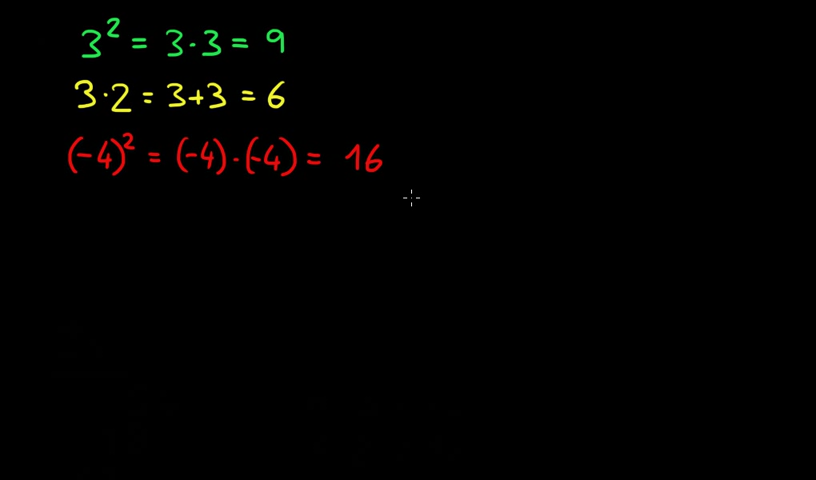 3² = 3·3 = 9
3·2 = 3+3 = 6
(-4)² = (-4)·(-4) = 16